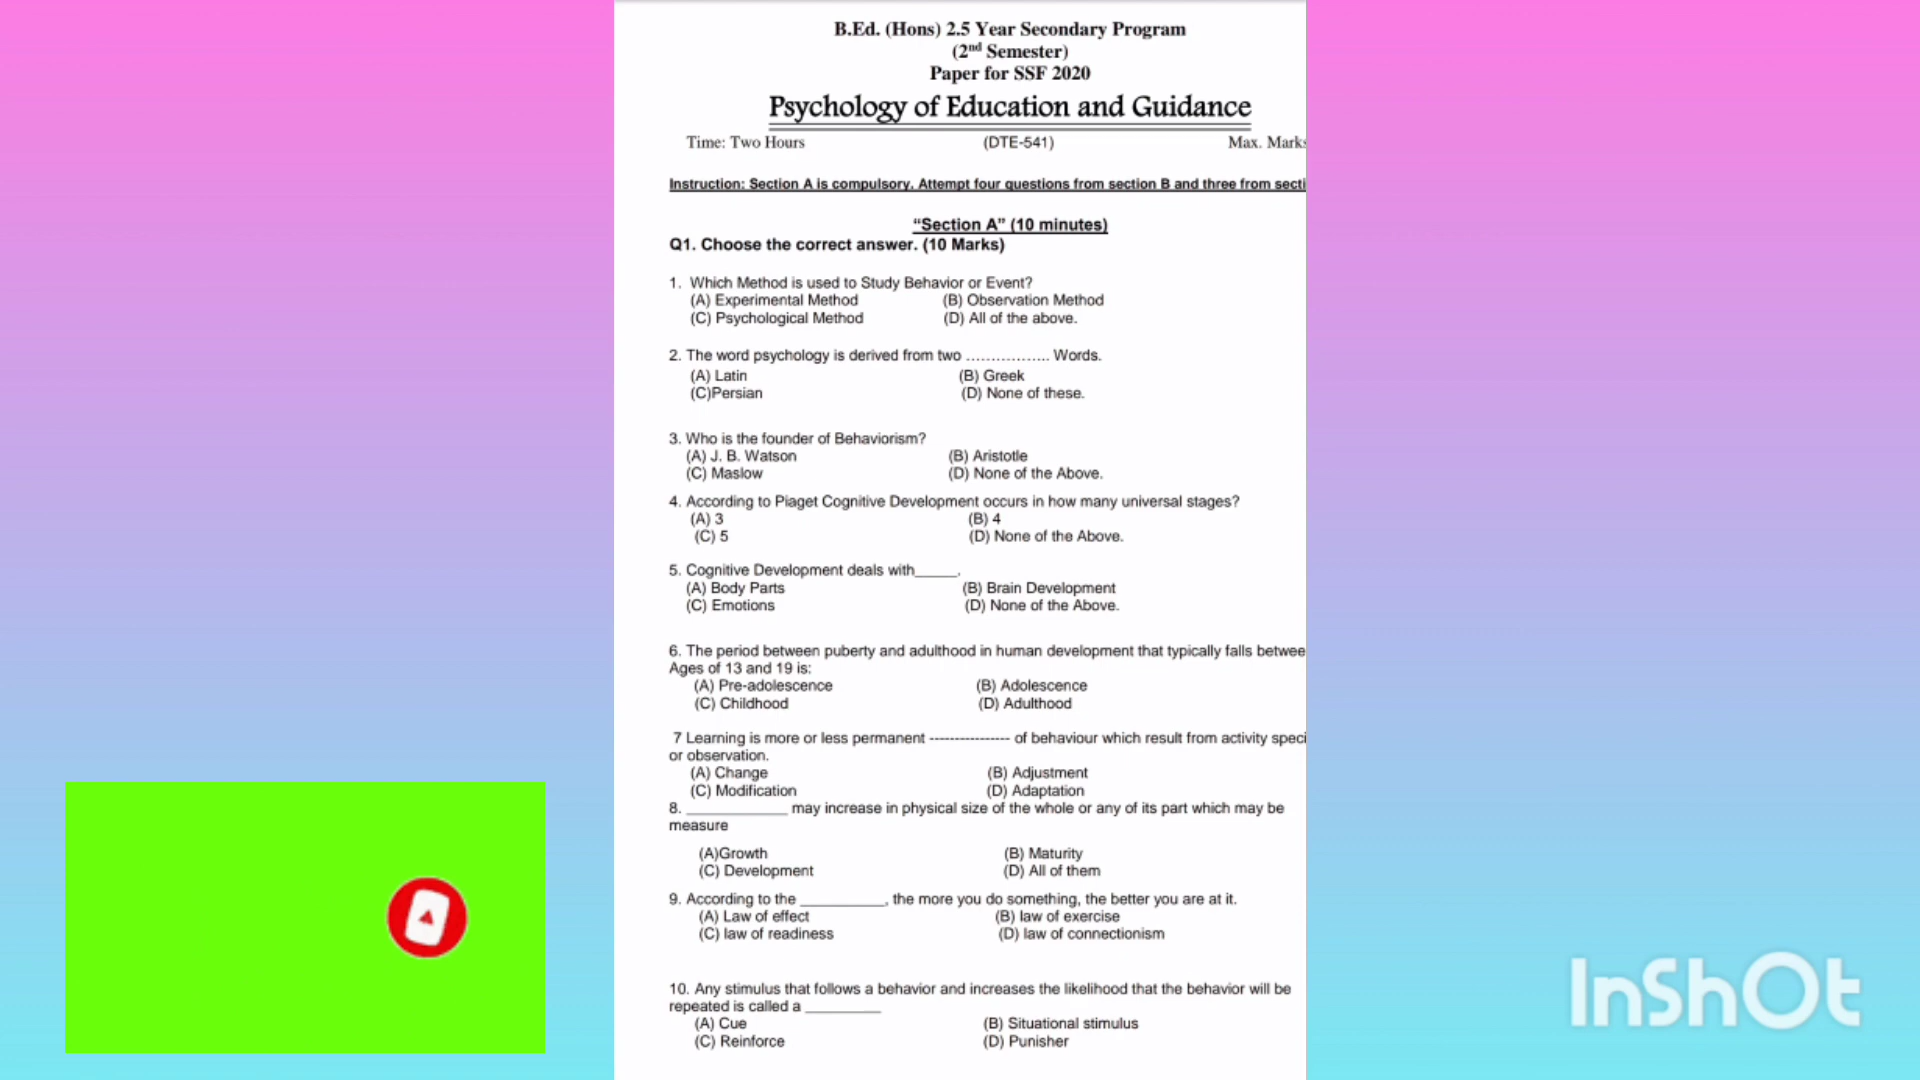 B.Ed. (Hons) 2.5 Year Secondary Program
(2nd Semester)
Paper for SSF 2020
Psychology of Education and Guidance
Time: Two Hours (DTE-541) Max. Marks
Instruction: Section A is compulsory. Attempt four questions from section B and three from secti
“Section A” (10 minutes)
Q1. Choose the correct answer. (10 Marks)
1. Which Method is used to Study Behavior or Event?
(A) Experimental Method (B) Observation Method
(C) Psychological Method (D) All of the above.
2. The word psychology is derived from two ................ Words.
(A) Latin (B) Greek
(C)Persian (D) None of these.
3. Who is the founder of Behaviorism?
(A) J. B. Watson (B) Aristotle
(C) Maslow (D) None of the Above.
4. According to Piaget Cognitive Development occurs in how many universal stages?
(A) 3 (B) 4
(C) 5 (D) None of the Above.
5. Cognitive Development deals with_____.
(A) Body Parts (B) Brain Development
(C) Emotions (D) None of the Above.
6. The period between puberty and adulthood in human development that typically falls betwee
Ages of 13 and 19 is:
(A) Pre-adolescence (B) Adolescence
(C) Childhood (D) Adulthood
7 Learning is more or less permanent ---------------- of behaviour which result from activity speci
or observation.
(A) Change (B) Adjustment
(C) Modification (D) Adaptation
8. ____________ may increase in physical size of the whole or any of its part which may be
measure
(A)Growth (B) Maturity
(C) Development (D) All of them
9. According to the __________, the more you do something, the better you are at it.
(A) Law of effect (B) law of exercise
(C) law of readiness (D) law of connectionism
10. Any stimulus that follows a behavior and increases the likelihood that the behavior will be
repeated is called a _________
(A) Cue (B) Situational stimulus
(C) Reinforce (D) Punisher
InShOt